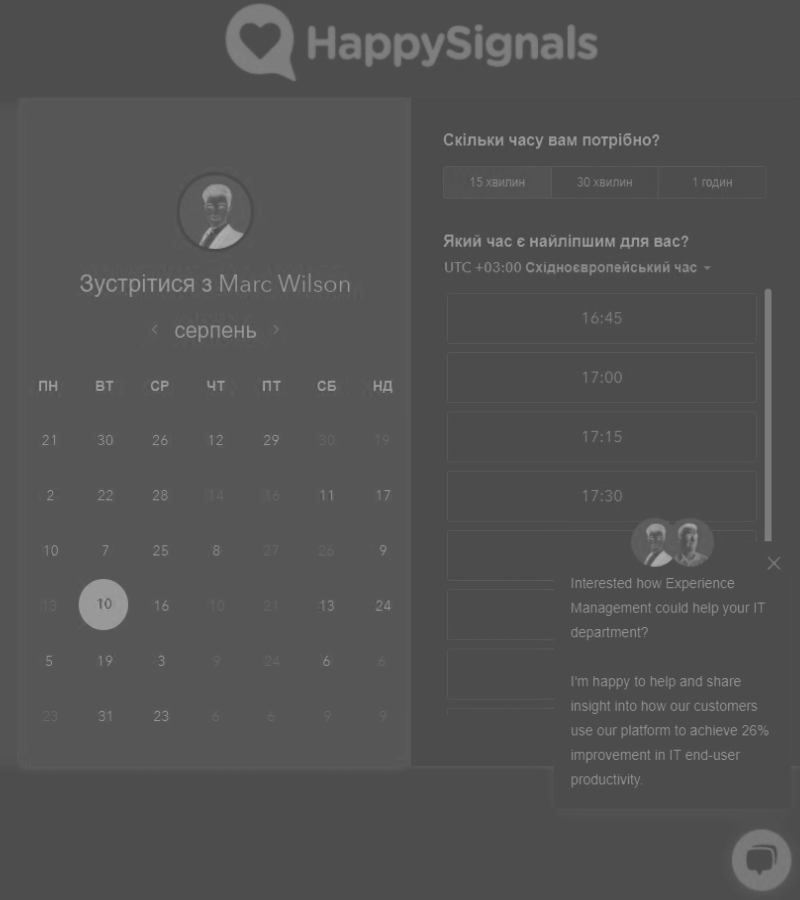 HappySignals
Зустрітися з Marc Wilson
серпень
ПН ВТ СР ЧТ ПТ СБ НД
21 30 26 12 29 30 19
2 22 28 14 16 11 17
10 7 25 8 27 26 9
13 10 16 10 21 13 24
5 19 3 9 24 6 6
23 31 23 6 6 9 9
Скільки часу вам потрібно?
15 хвилин 30 хвилин 1 годин
Який час є найліпшим для вас?
UTC +03:00 Східноєвропейський час
16:45
17:00
17:15
17:30
Interested how Experience
Management could help your IT
department?
I'm happy to help and share
insight into how our customers
use our platform to achieve 26%
improvement in IT end-user
productivity.